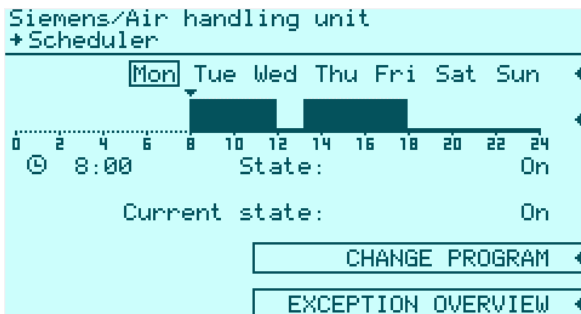 Siemens/Air handling unit
→Scheduler
Mon Tue Wed Thu Fri Sat Sun
0 2 4 6 8 10 12 14 16 18 20 22 24
8:00 State: On
Current state: On
CHANGE PROGRAM
EXCEPTION OVERVIEW